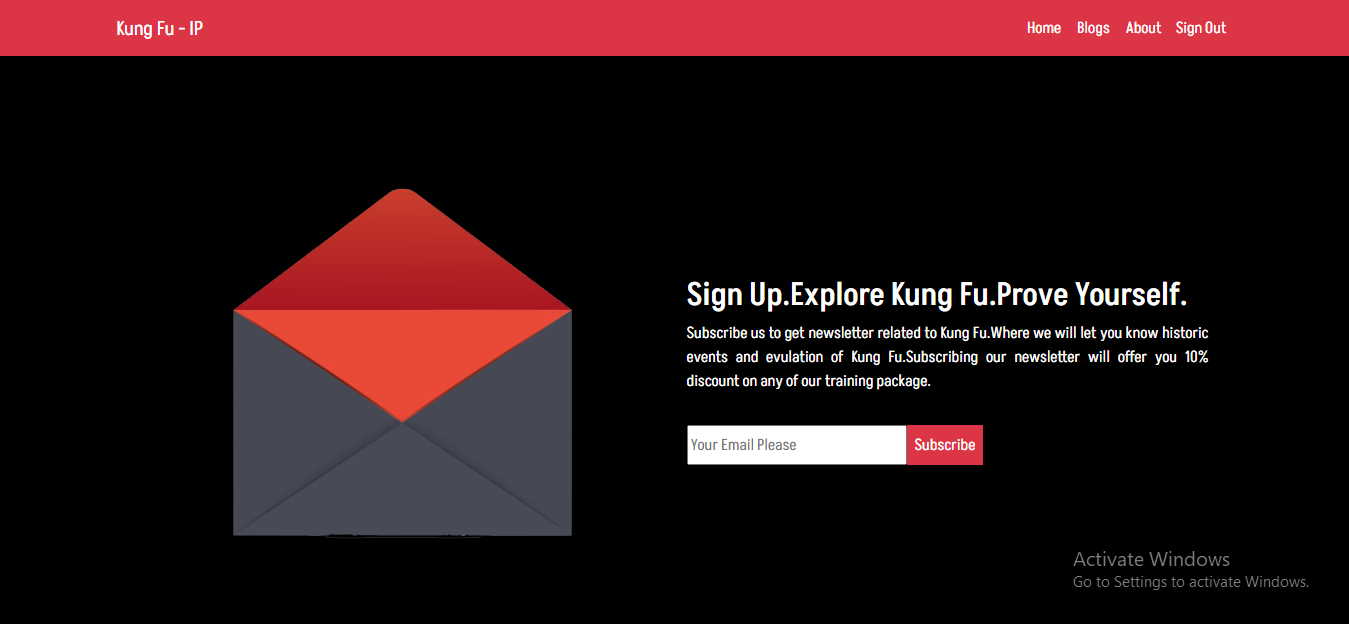 Kung Fu - IP
Home Blogs About Sign Out
Sign Up.Explore Kung Fu.Prove Yourself.
Subscribe us to get newsletter related to Kung Fu.Where we will let you know historic
events and evulation of Kung Fu.Subscribing our newsletter will offer you 10%
discount on any of our training package.
Your Email Please
Subscribe
Activate Windows
Go to Settings to activate Windows.